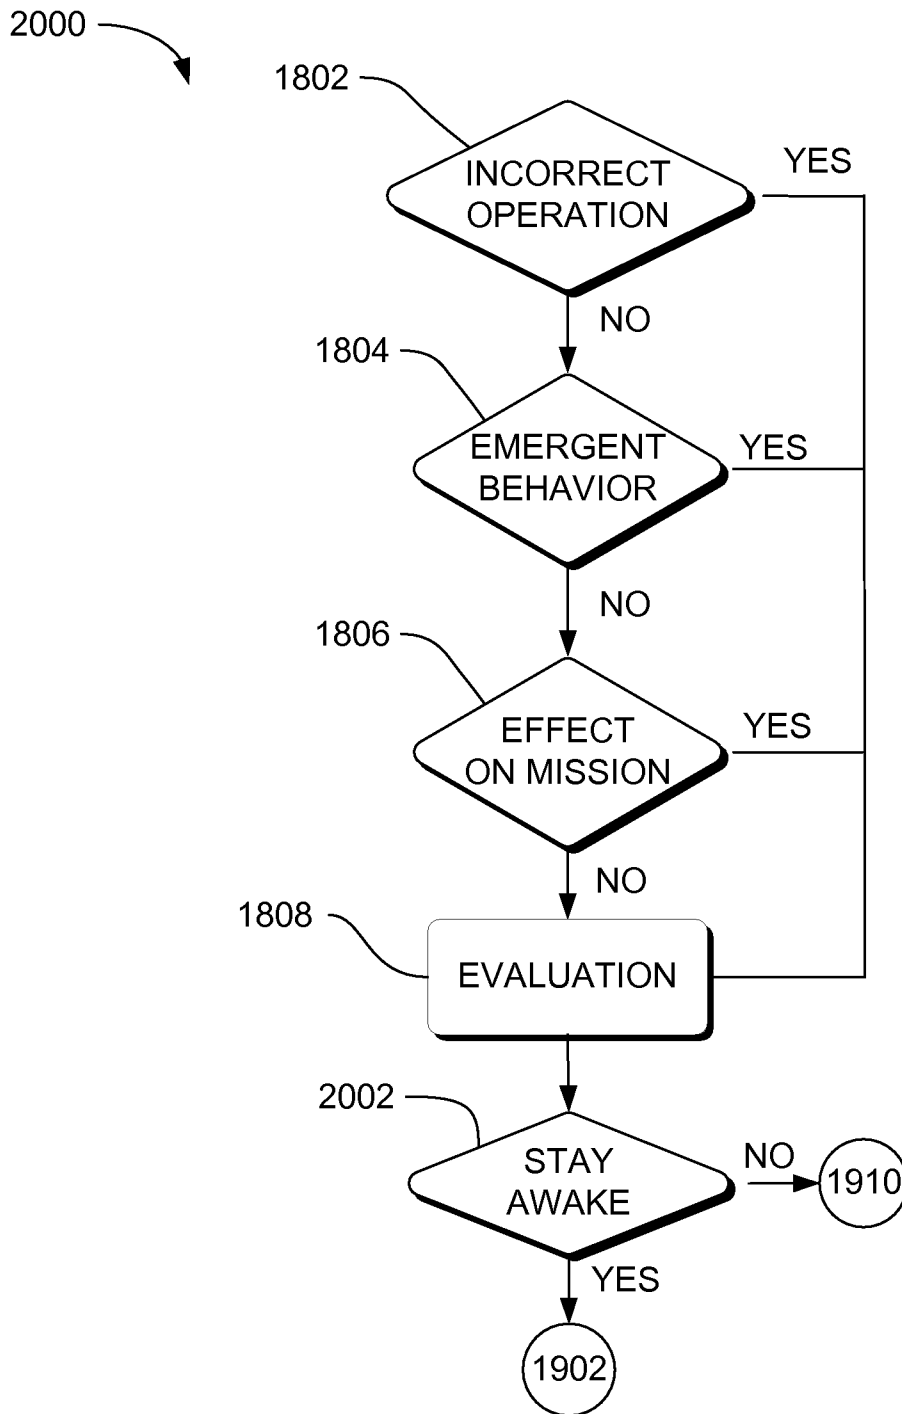 2000
1802
INCORRECT
OPERATION
YES
NO
1804
EMERGENT
BEHAVIOR
YES
NO
1806
EFFECT
ON MISSION
YES
NO
1808
EVALUATION
2002
STAY
AWAKE
NO
1910
YES
1902